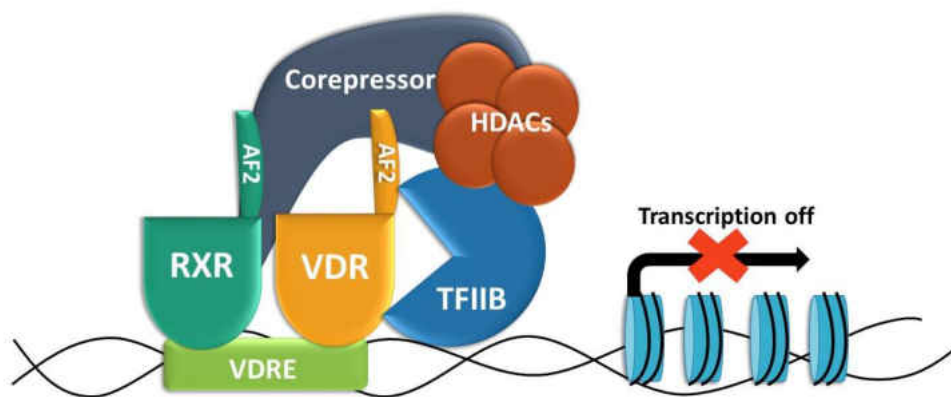 Corepressor
HDACs
AF2
AF2
Transcription off
RXR
VDR
TFIIB
VDRE